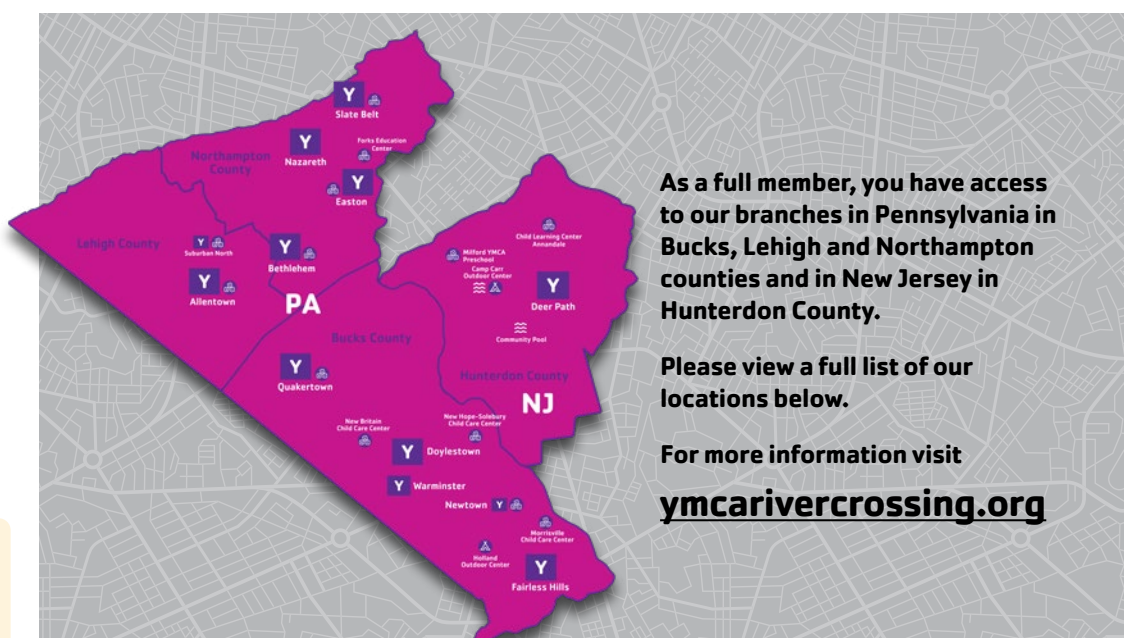 Y
Slate Belt
Y
Nazareth
Forks Education
Center
Northampton
County
Y
Easton
Lehigh County
Y
Suburban North
Y
Bethlehem
Y
Allentown
PA
Child Learning Center
Annandale
Milford YMCA
Preschool
Camp Carr
Outdoor Center
Y
Deer Path
Community Pool
Bucks County
Y
Quakertown
Hunterdon County
NJ
New Britain
Child Care Center
New Hope-Solebury
Child Care Center
Y
Doylestown
Y
Warminster
Newtown
Y
Morrisville
Child Care Center
Holland
Outdoor Center
Y
Fairless Hills
As a full member, you have access
to our branches in Pennsylvania in
Bucks, Lehigh and Northampton
counties and in New Jersey in
Hunterdon County.
Please view a full list of our
locations below.
For more information visit
ymcarivercrossing.org